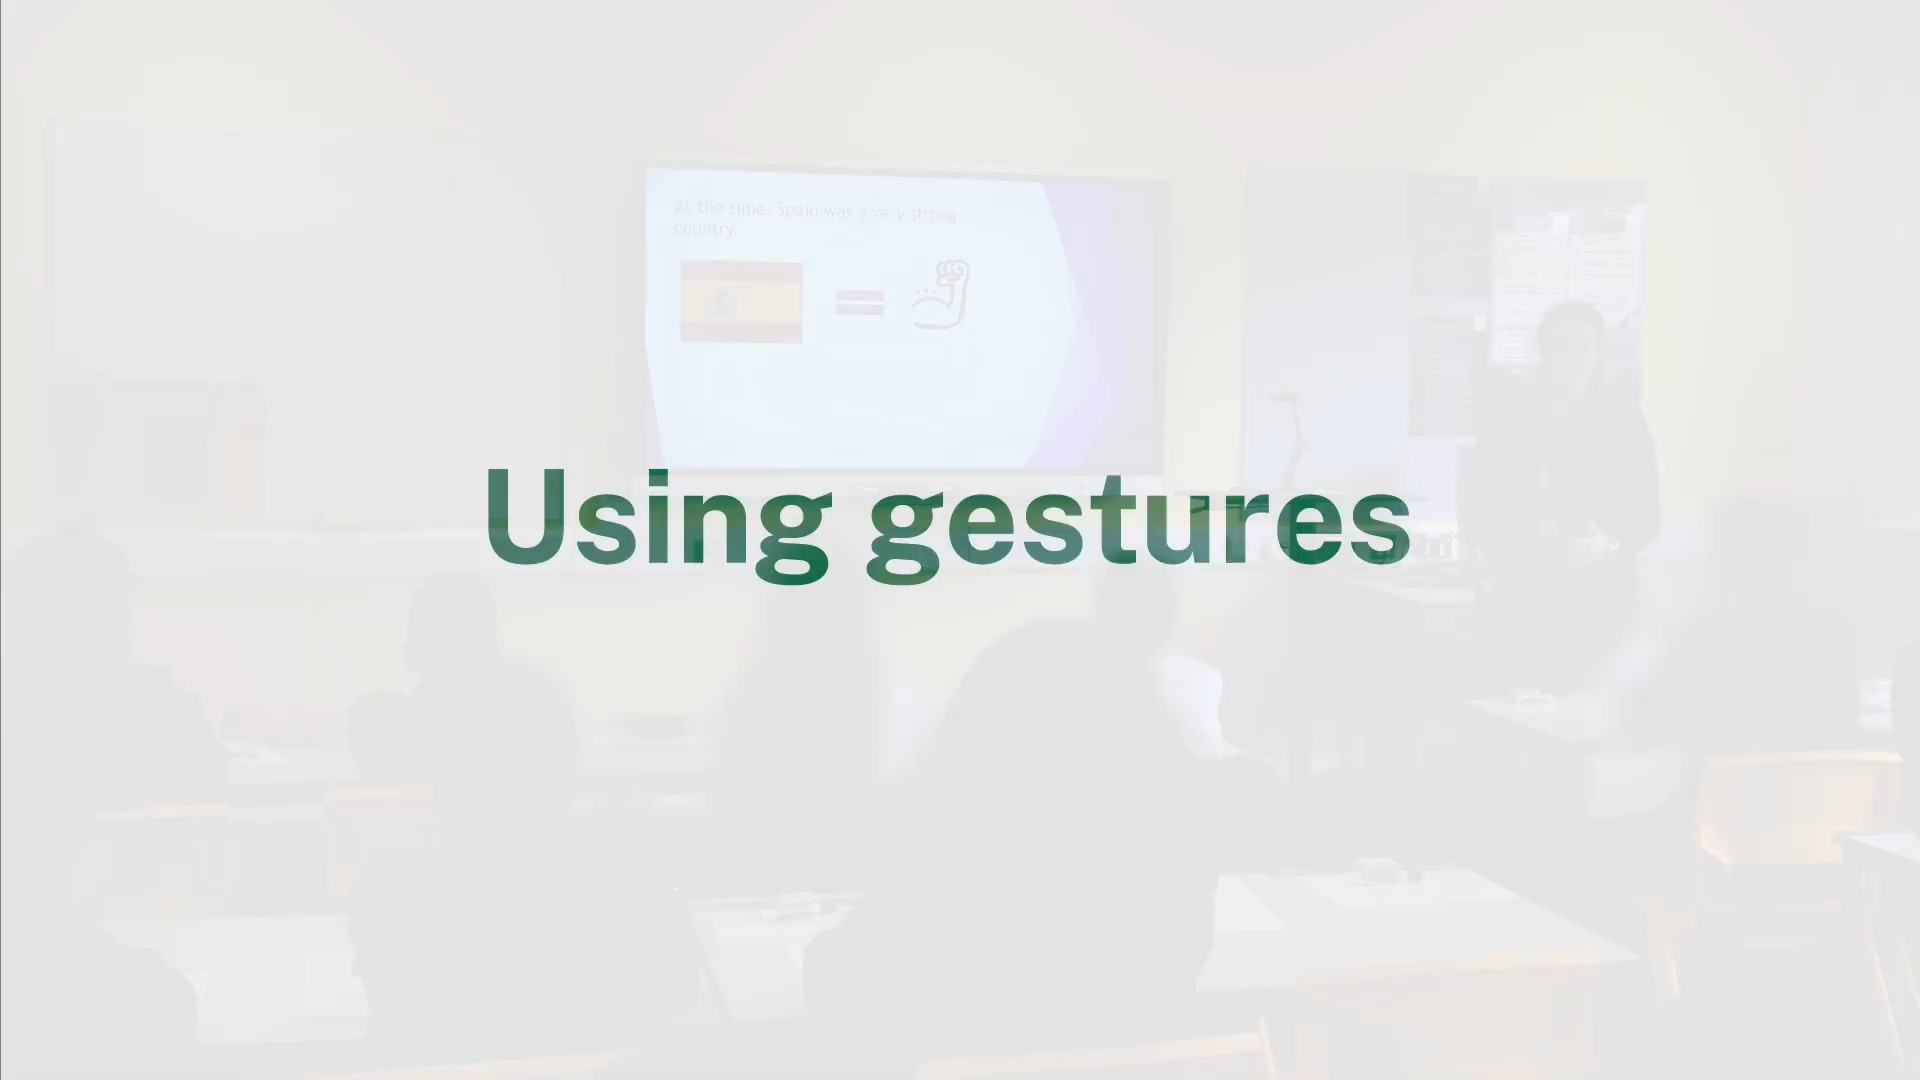 At the time, Spain was a very strong
country.
Using gestures